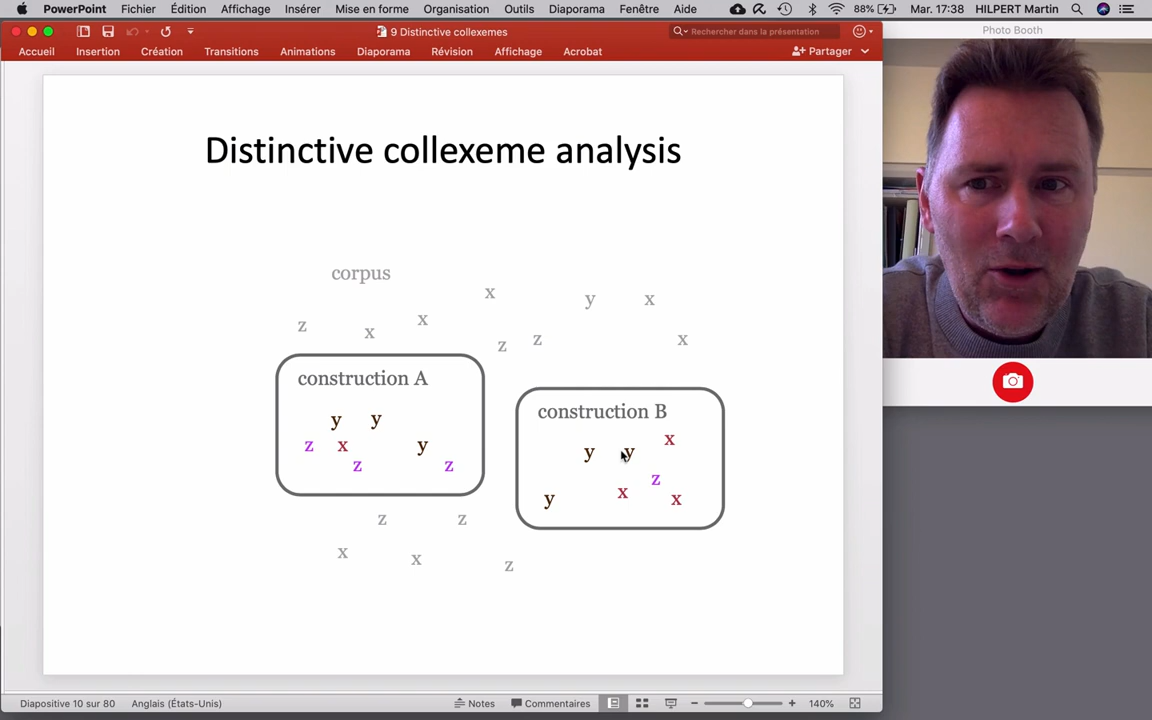 PowerPoint Fichier Édition Affichage Insérer Mise en forme Organisation Outils Diaporama Fenêtre Aide 88% Mar. 17:38 HILPERT Martin
9 Distinctive collexemes
Rechercher dans la présentation
Photo Booth
Accueil Insertion Création Transitions Animations Diaporama Révision Affichage Acrobat
Partager
Distinctive collexeme analysis
corpus
x y x
z x x
z z x
construction A
y y
z x y
z z
construction B
x
y y
z
y x x
z z
x x
z
Diapositive 10 sur 80 Anglais (États-Unis) Notes Commentaires 140%